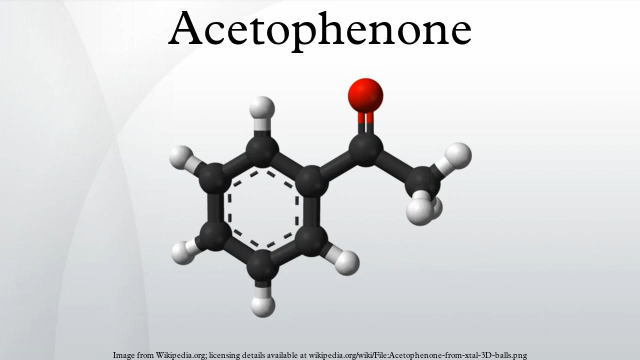 Acetophenone
Image from Wikipedia.org; licensing details available at wikipedia.org/wiki/File:Acetophenone-from-xtal-3D-balls.png